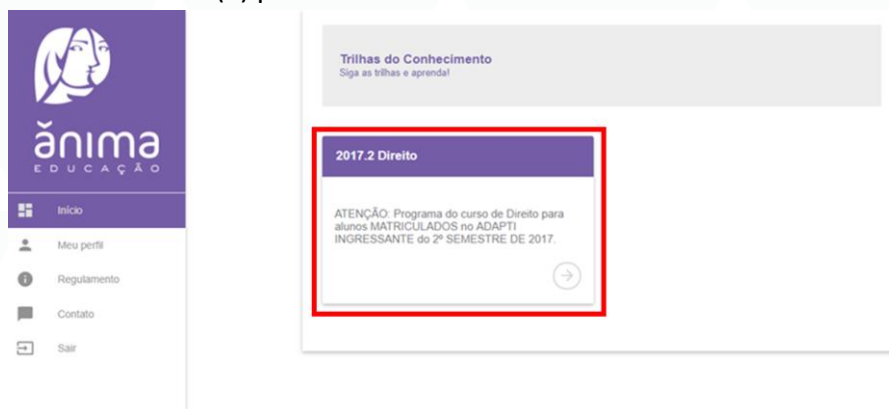 ănıma
EDUCAÇÃO
Início
Meu perfil
Regulamento
Contato
Sair
Trilhas do Conhecimento
Siga as trilhas e aprenda!
2017.2 Direito
ATENÇÃO: Programa do curso de Direito para
alunos MATRICULADOS no ADAPTI
INGRESSANTE do 2º SEMESTRE DE 2017.